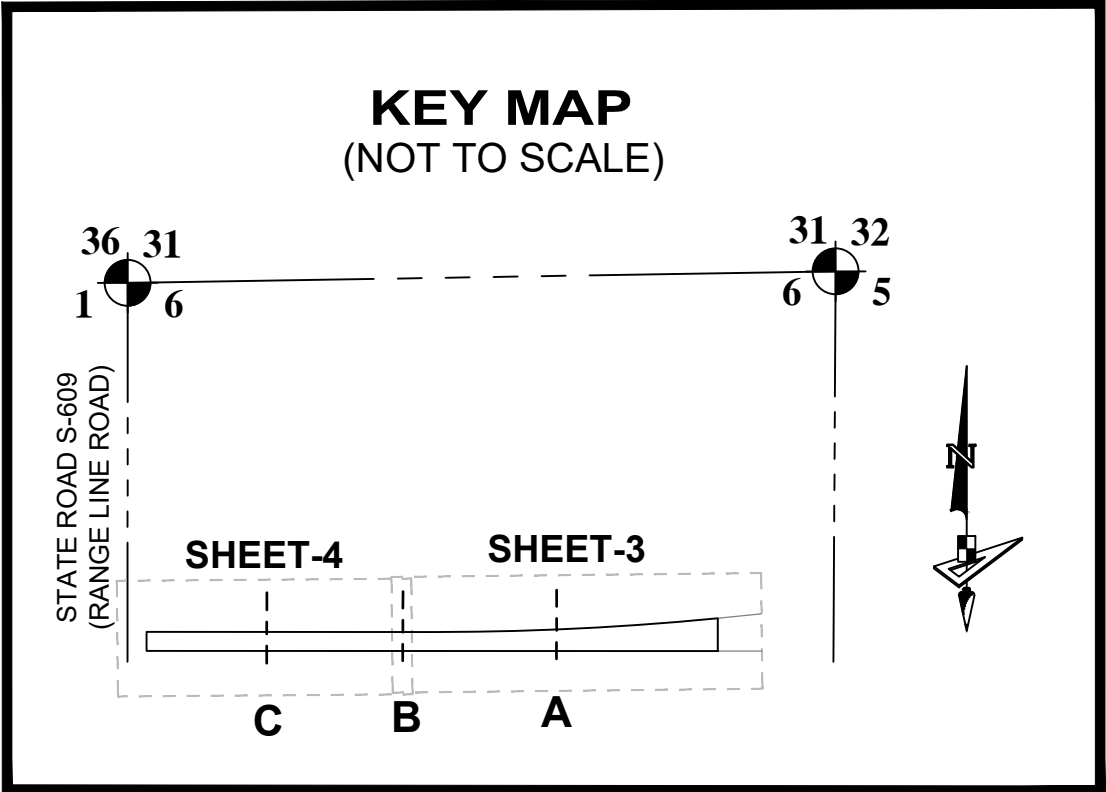 KEY MAP
(NOT TO SCALE)
36 31
1 6
31 32
6 5
STATE ROAD S-609
(RANGE LINE ROAD)
N
SHEET-4
SHEET-3
C
B
A